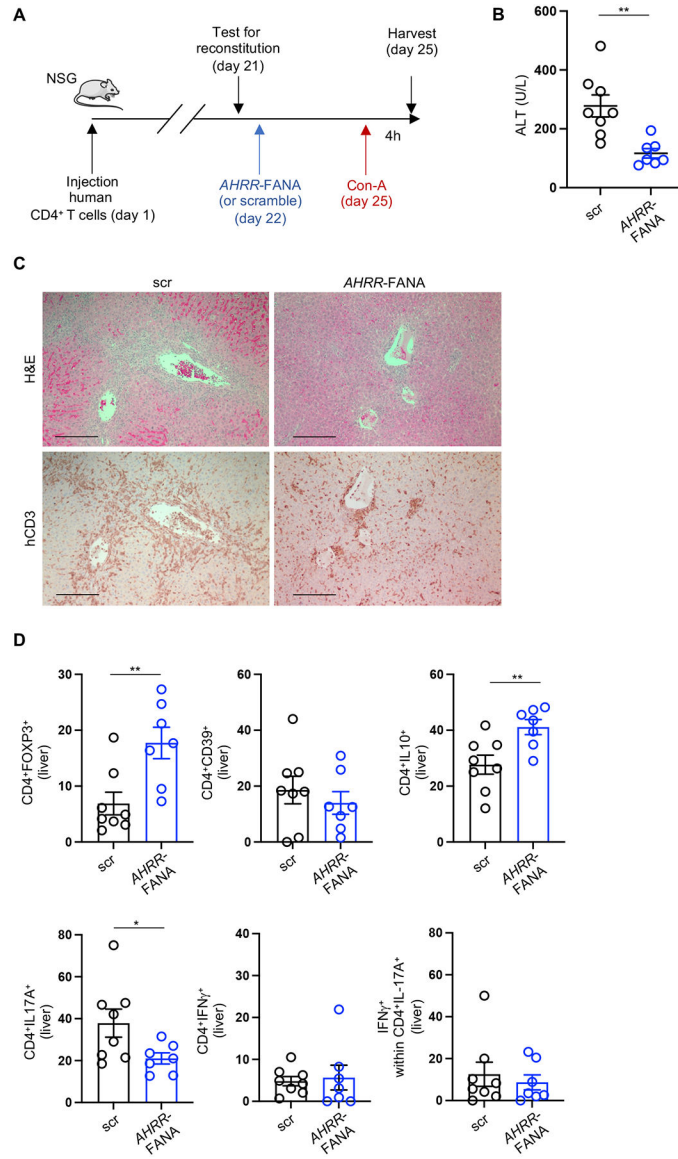 A
Test for
reconstitution
(day 21)
Harvest
(day 25)
NSG
4h
Injection
human
CD4⁺ T cells (day 1)
AHRR-FANA
(or scramble)
(day 22)
Con-A
(day 25)
B
**
600
400
200
0
ALT (U/L)
scr
AHRR-
FANA
C
scr
AHRR-FANA
H&E
hCD3
D
**
30
20
10
0
CD4⁺FOXP3⁺
(liver)
scr
AHRR-
FANA
60
40
20
0
CD4⁺CD39⁺
(liver)
scr
AHRR-
FANA
**
60
40
20
0
CD4⁺IL10⁺
(liver)
scr
AHRR-
FANA
*
80
60
40
20
0
CD4⁺IL17A⁺
(liver)
scr
AHRR-
FANA
40
30
20
10
0
CD4⁺IFNγ⁺
(liver)
scr
AHRR-
FANA
80
60
40
20
0
IFNγ⁺
within CD4⁺IL-17A⁺
(liver)
scr
AHRR-
FANA